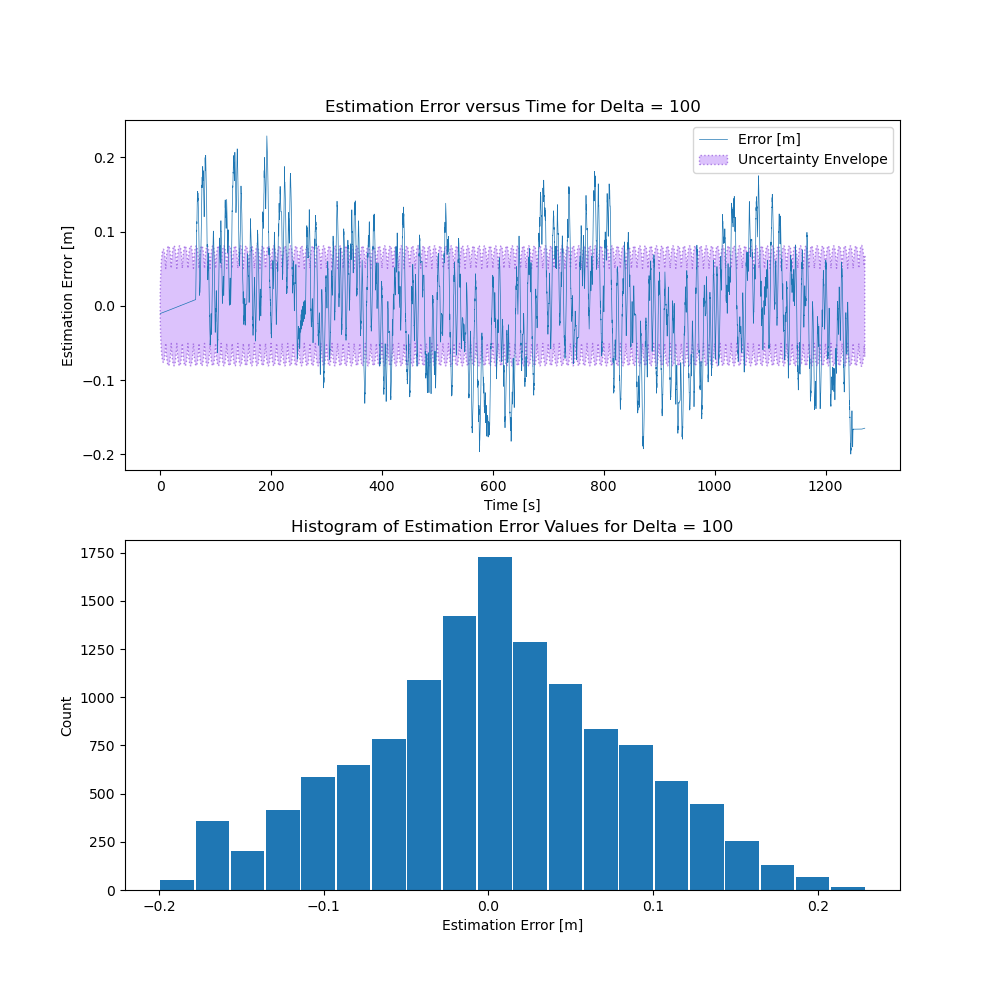 Estimation Error versus Time for Delta = 100
Error [m]
Uncertainty Envelope
Estimation Error [m]
0.2
0.1
0.0
−0.1
−0.2
0 200 400 600 800 1000 1200
Time [s]
Histogram of Estimation Error Values for Delta = 100
Count
1750
1500
1250
1000
750
500
250
0
−0.2 −0.1 0.0 0.1 0.2
Estimation Error [m]